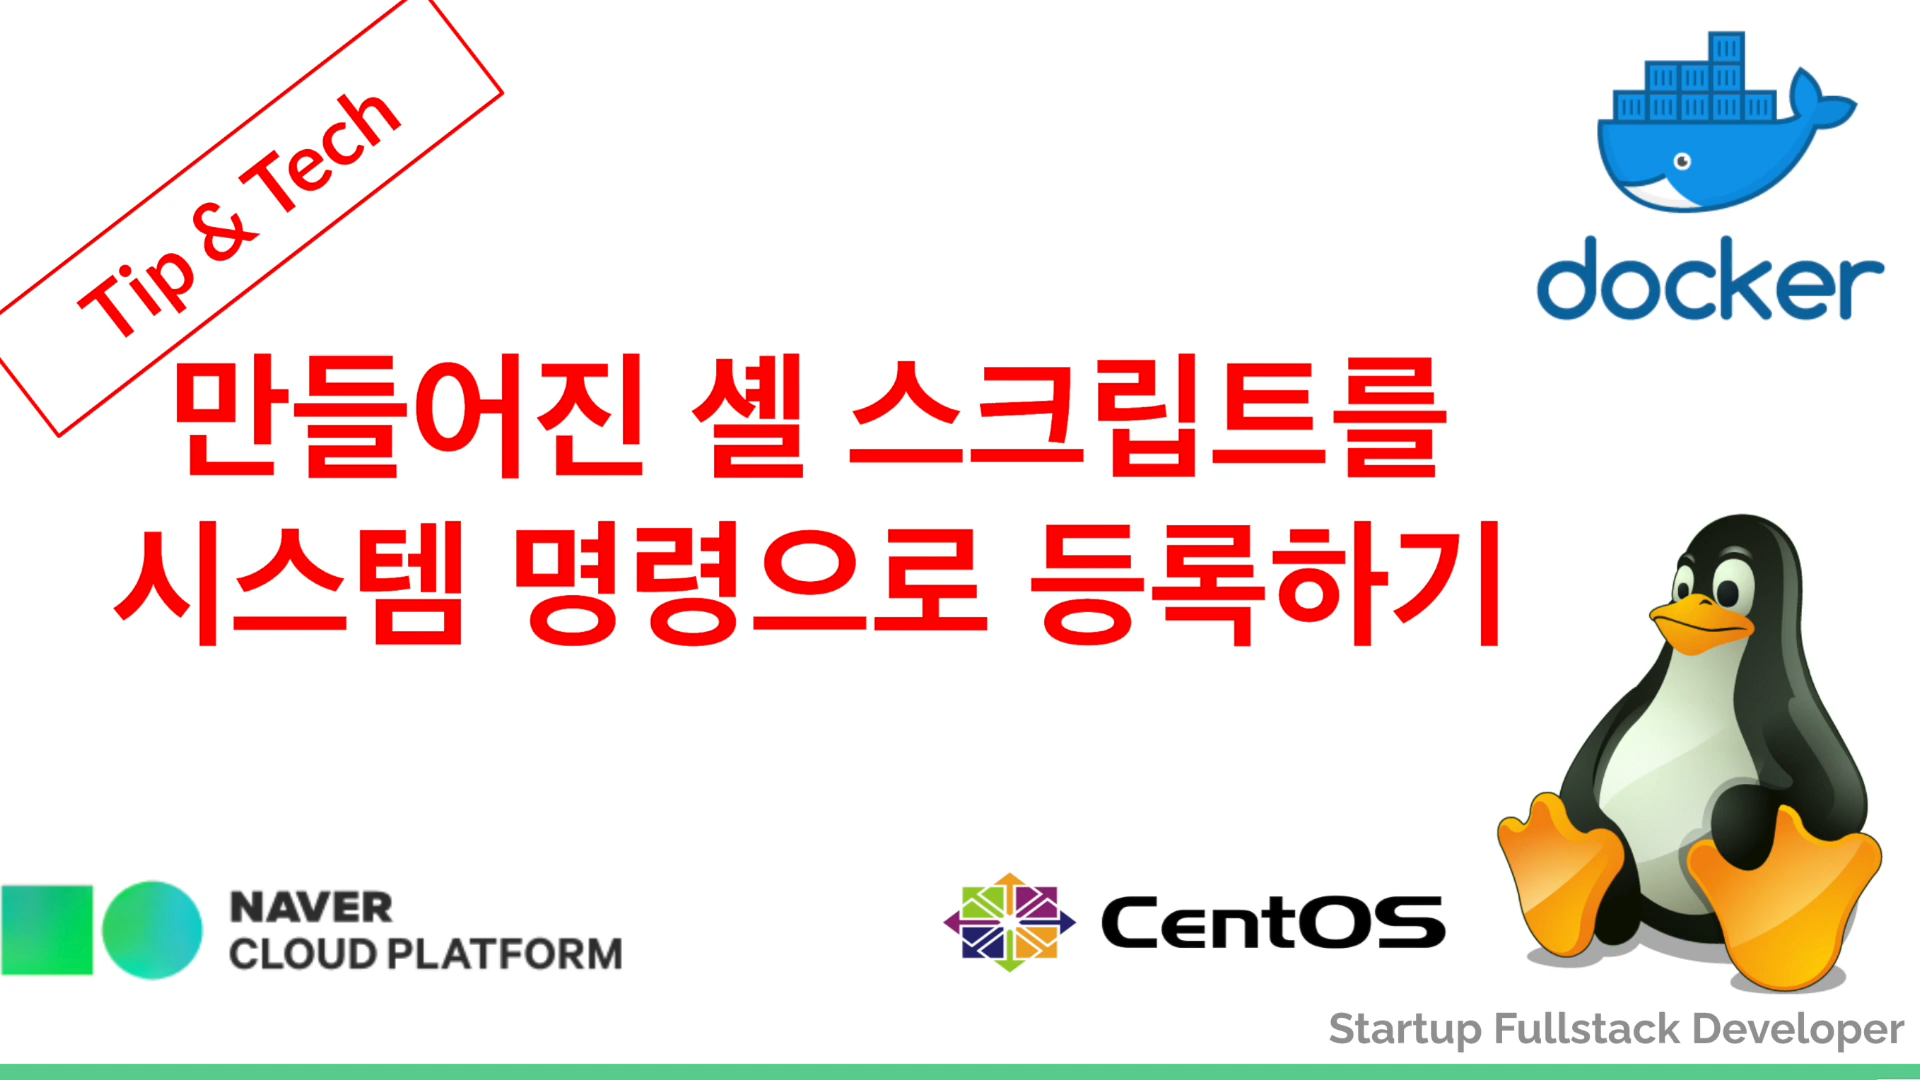 Tip & Tech
docker
만들어진 셸 스크립트를
시스템 명령으로 등록하기
NAVER
CLOUD PLATFORM
CentOS
Startup Fullstack Developer